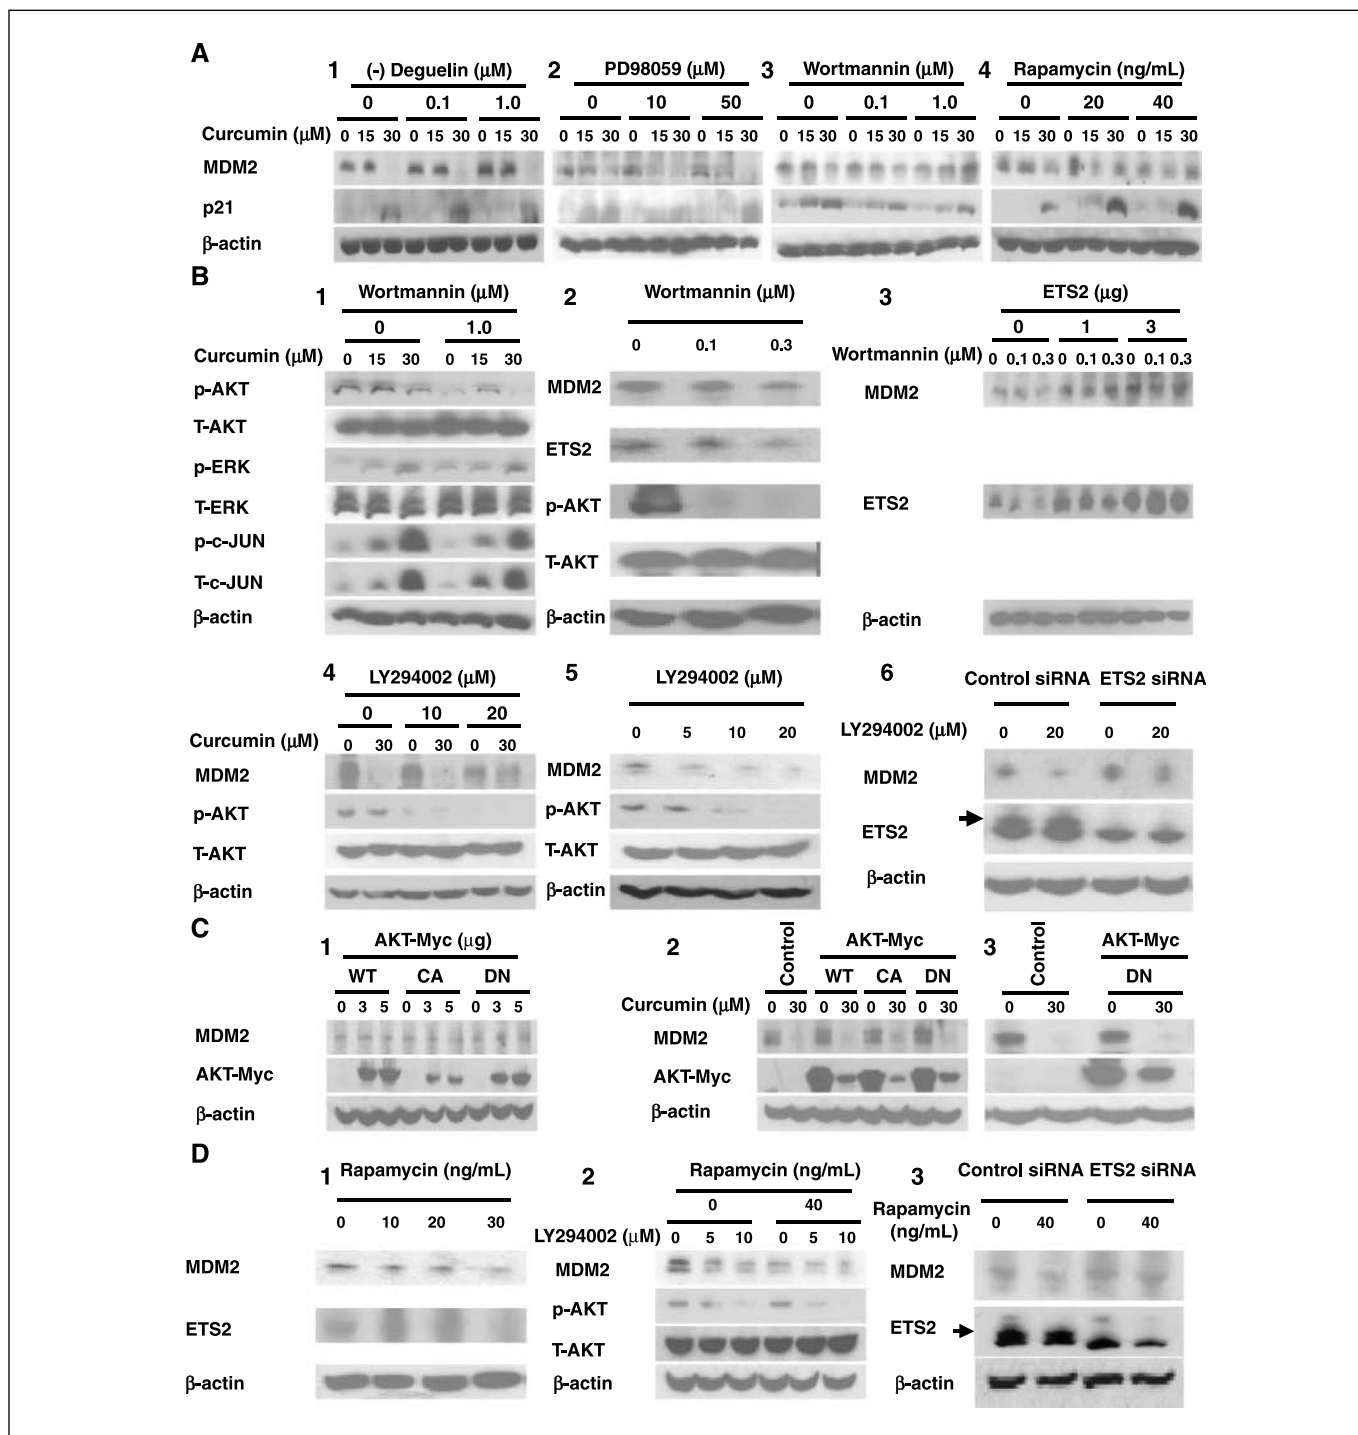 A
1 (-) Deguelin (μM) 2 PD98059 (μM) 3 Wortmannin (μM) 4 Rapamycin (ng/mL)
0 0.1 1.0 0 10 50 0 0.1 1.0 0 20 40
Curcumin (μM) 0 15 30 0 15 30 0 15 30 0 15 30 0 15 30 0 15 30 0 15 30 0 15 30 0 15 30 0 15 30 0 15 30 0 15 30
MDM2
p21
β-actin
B
1 Wortmannin (μM)
0 1.0
Curcumin (μM)
0 15 30 0 15 30
p-AKT
T-AKT
p-ERK
T-ERK
p-c-JUN
T-c-JUN
β-actin
2 Wortmannin (μM)
0 0.1 0.3
MDM2
ETS2
p-AKT
T-AKT
β-actin
3 ETS2 (μg)
0 1 3
Wortmannin (μM) 0 0.1 0.3 0 0.1 0.3 0 0.1 0.3
MDM2
ETS2
β-actin
4 LY294002 (μM)
0 10 20
Curcumin (μM) 0 30 0 30 0 30
MDM2
p-AKT
T-AKT
β-actin
5 LY294002 (μM)
0 5 10 20
MDM2
p-AKT
T-AKT
β-actin
6 Control siRNA ETS2 siRNA
LY294002 (μM) 0 20 0 20
MDM2
ETS2
β-actin
C
1 AKT-Myc (μg)
WT CA DN
0 3 5 0 3 5 0 3 5
MDM2
AKT-Myc
β-actin
2 Control AKT-Myc
WT CA DN
Curcumin (μM) 0 30 0 30 0 30 0 30
MDM2
AKT-Myc
β-actin
3 Control AKT-Myc
DN
0 30 0 30
D
1 Rapamycin (ng/mL)
0 10 20 30
MDM2
ETS2
β-actin
2 Rapamycin (ng/mL)
0 40
LY294002 (μM) 0 5 10 0 5 10
MDM2
p-AKT
T-AKT
β-actin
3 Control siRNA ETS2 siRNA
Rapamycin
(ng/mL) 0 40 0 40
MDM2
ETS2
β-actin